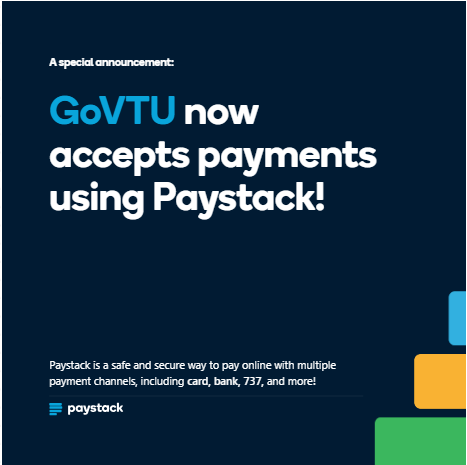 A special announcement:
GoVTU now
accepts payments
using Paystack!
Paystack is a safe and secure way to pay online with multiple
payment channels, including card, bank, 737, and more!
paystack